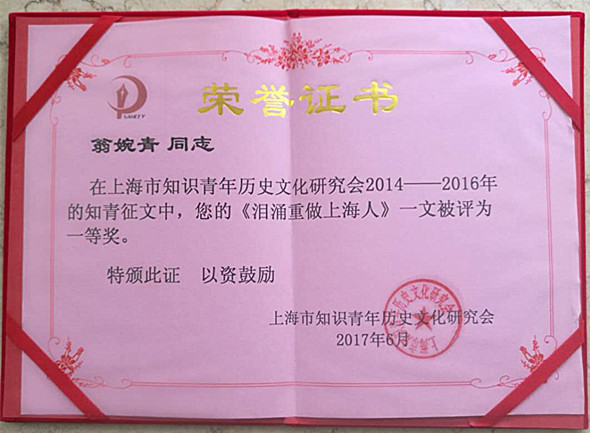 荣誉证书
翁婉青 同志
在上海市知识青年历史文化研究会2014——2016年
的知青征文中，您的《泪涌重做上海人》一文被评为
一等奖。
特颁此证 以资鼓励
上海市知识青年历史文化研究会
2017年6月